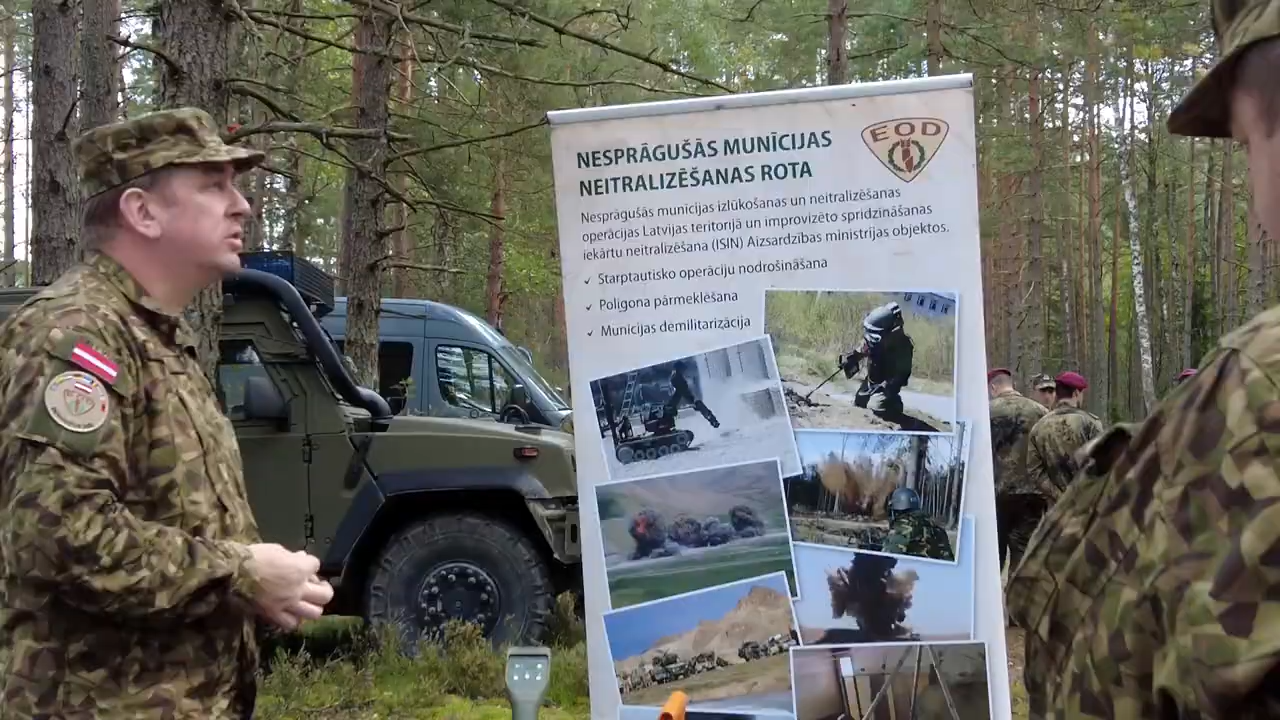 NESPRĀGUŠĀS MUNĪCIJAS
NEITRALIZĒŠANAS ROTA
EOD
Nesprāgušās munīcijas izlūkošanas un neitralizēšanas
operācijas Latvijas teritorijā un improvizēto spridzināšanas
iekārtu neitralizēšana (ISIN) Aizsardzības ministrijas objektos.
✓ Starptautisko operāciju nodrošināšana
✓ Poligona pārmeklēšana
✓ Munīcijas demilitarizācija